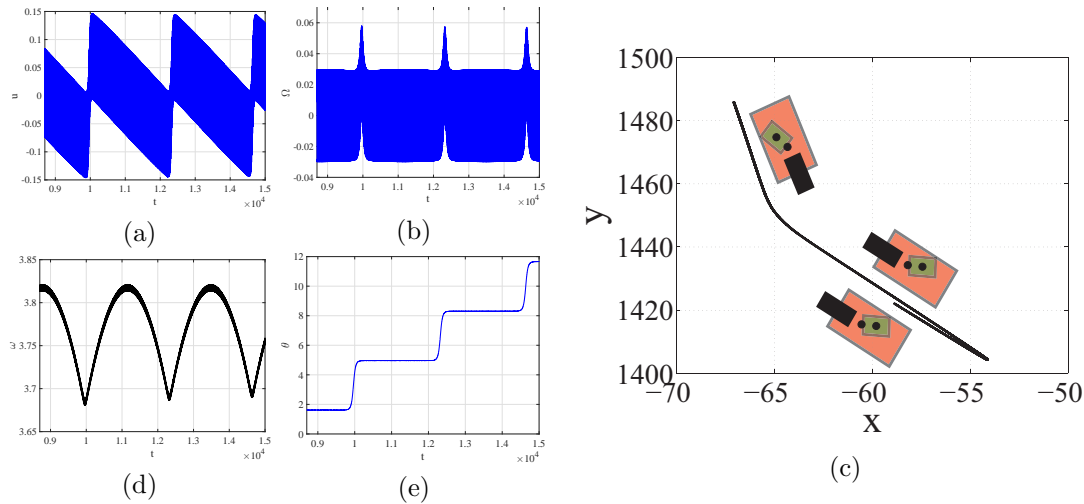 0.15
0.1
0.05
0
-0.05
-0.1
-0.15
u
0.9 1 1.1 1.2 1.3 1.4 1.5
t
×10⁴
(a)
0.06
0.04
0.02
0
-0.02
-0.04
Ω
0.9 1 1.1 1.2 1.3 1.4 1.5
t
×10⁴
(b)
1500
1480
1460
1440
1420
1400
y
−70 −65 −60 −55 −50
x
(c)
3.85
3.8
3.75
3.7
3.65
0.9 1 1.1 1.2 1.3 1.4 1.5
t
×10⁴
(d)
12
10
8
6
4
2
0
θ
0.9 1 1.1 1.2 1.3 1.4 1.5
t
×10⁴
(e)